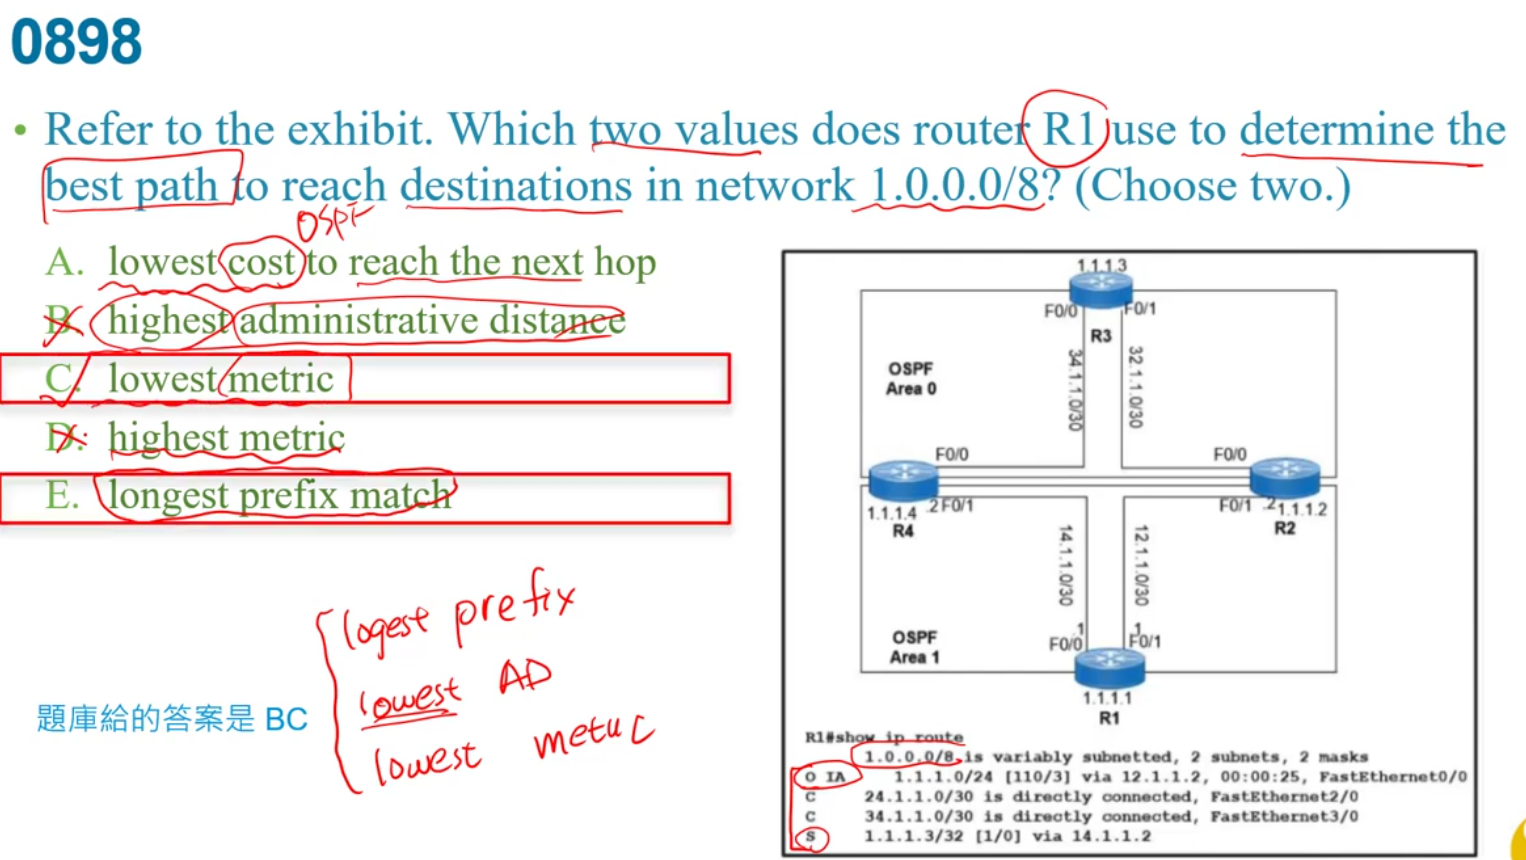 0898
• Refer to the exhibit. Which two values does router R1 use to determine the
best path to reach destinations in network 1.0.0.0/8? (Choose two.)
OSPF
A. lowest cost to reach the next hop
B. highest administrative distance
C. lowest metric
D. highest metric
E. longest prefix match
logest prefix
lowest AD
lowest metric
題庫給的答案是 BC
1.1.1.3
F0/0 F0/1
R3
34.1.1.0/30
32.1.1.0/30
OSPF
Area 0
F0/0
F0/0
1.1.1.4 .2 F0/1
R4
F0/1 .2 1.1.1.2
R2
14.1.1.0/30
12.1.1.0/30
OSPF
Area 1
.1
F0/0
1
F0/1
1.1.1.1
R1
R1#show ip route
1.0.0.0/8 is variably subnetted, 2 subnets, 2 masks
O IA 1.1.1.0/24 [110/3] via 12.1.1.2, 00:00:25, FastEthernet0/0
C 24.1.1.0/30 is directly connected, FastEthernet2/0
C 34.1.1.0/30 is directly connected, FastEthernet3/0
S 1.1.1.3/32 [1/0] via 14.1.1.2